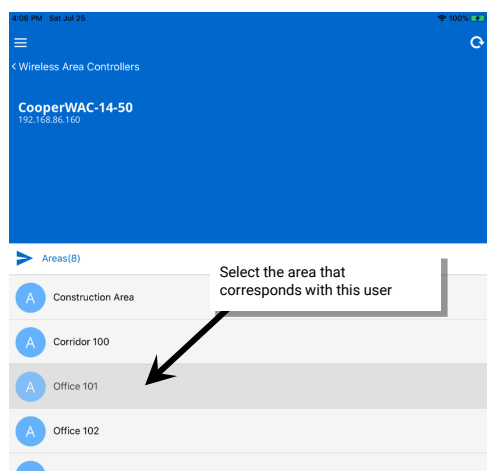 4:06 PM Sat Jul 25
100%
< Wireless Area Controllers
CooperWAC-14-50
192.168.86.160
Areas(8)
Select the area that
corresponds with this user
A Construction Area
A Corridor 100
A Office 101
A Office 102